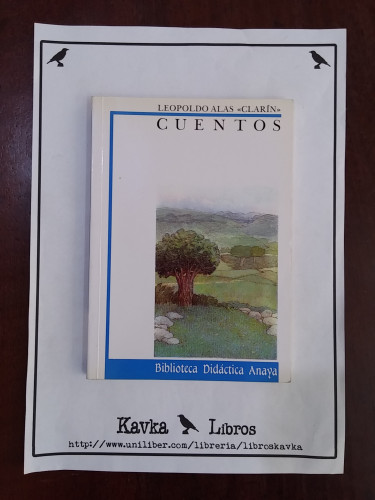 LEOPOLDO ALAS «CLARÍN»
CUENTOS
Biblioteca Didáctica Anaya
Kavka Libros
http://www.uniliber.com/libreria/libroskavka